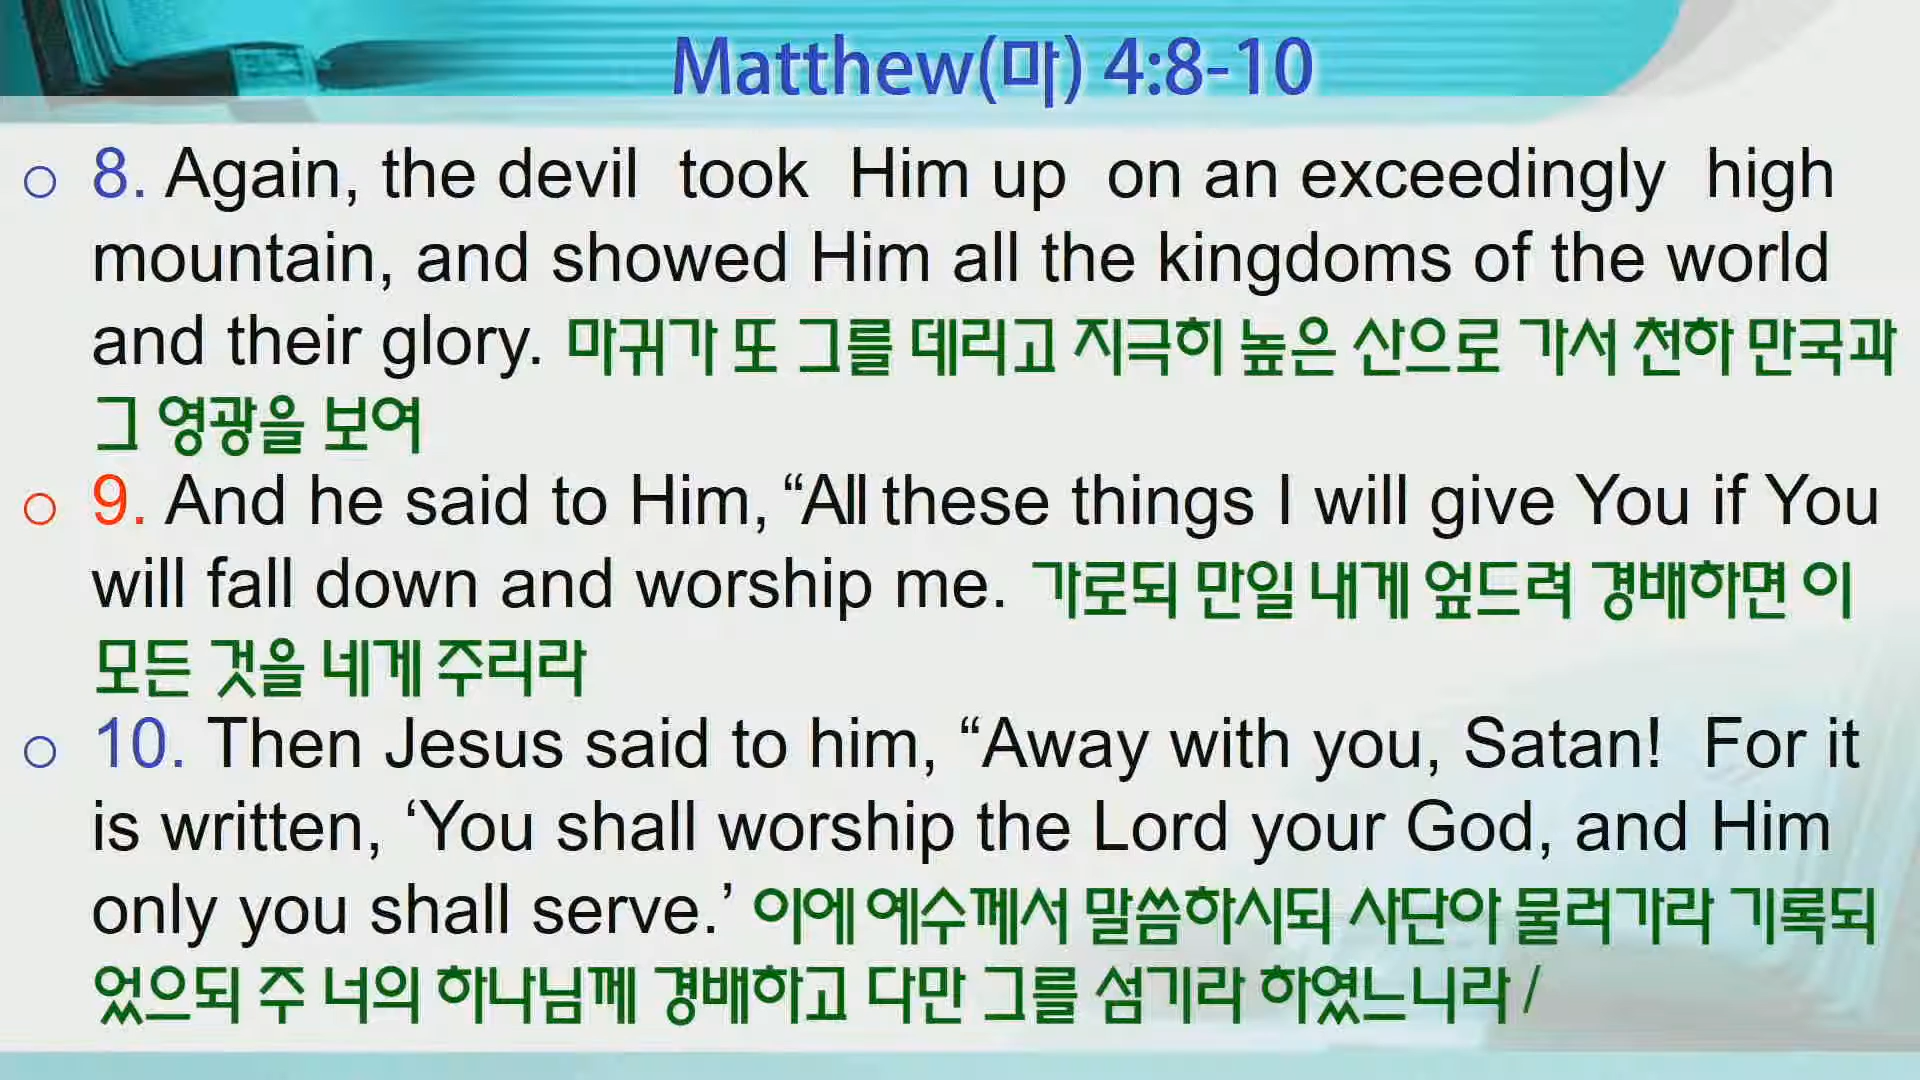 Matthew(마) 4:8-10
8. Again, the devil took Him up on an exceedingly high
mountain, and showed Him all the kingdoms of the world
and their glory. 마귀가 또 그를 데리고 지극히 높은 산으로 가서 천하 만국과
그 영광을 보여
9. And he said to Him, “All these things I will give You if You
will fall down and worship me. 가로되 만일 내게 엎드려 경배하면 이
모든 것을 네게 주리라
10. Then Jesus said to him, “Away with you, Satan! For it
is written, ‘You shall worship the Lord your God, and Him
only you shall serve.’ 이에 예수께서 말씀하시되 사단아 물러가라 기록되
었으되 주 너의 하나님께 경배하고 다만 그를 섬기라 하였느니라 /